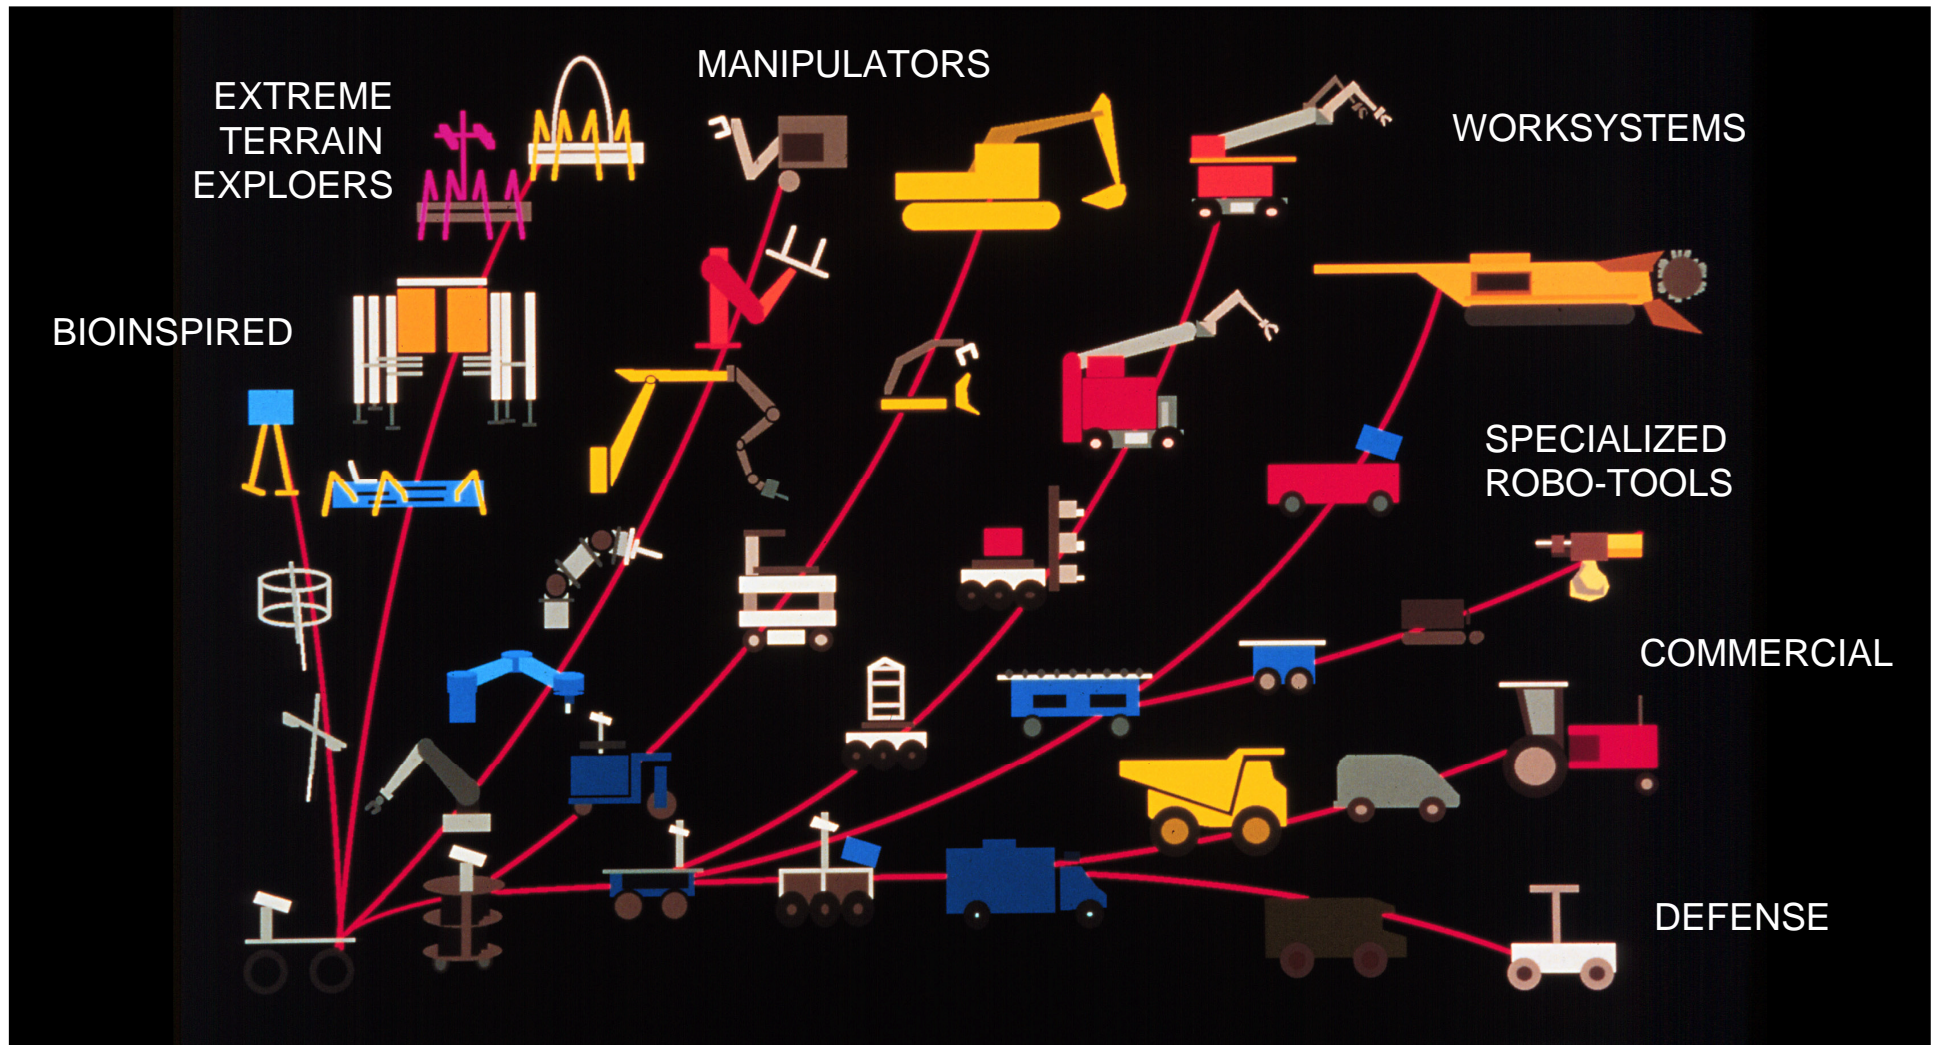 MANIPULATORS
EXTREME
TERRAIN
EXPLOERS
WORKSYSTEMS
BIOINSPIRED
SPECIALIZED
ROBO-TOOLS
COMMERCIAL
DEFENSE